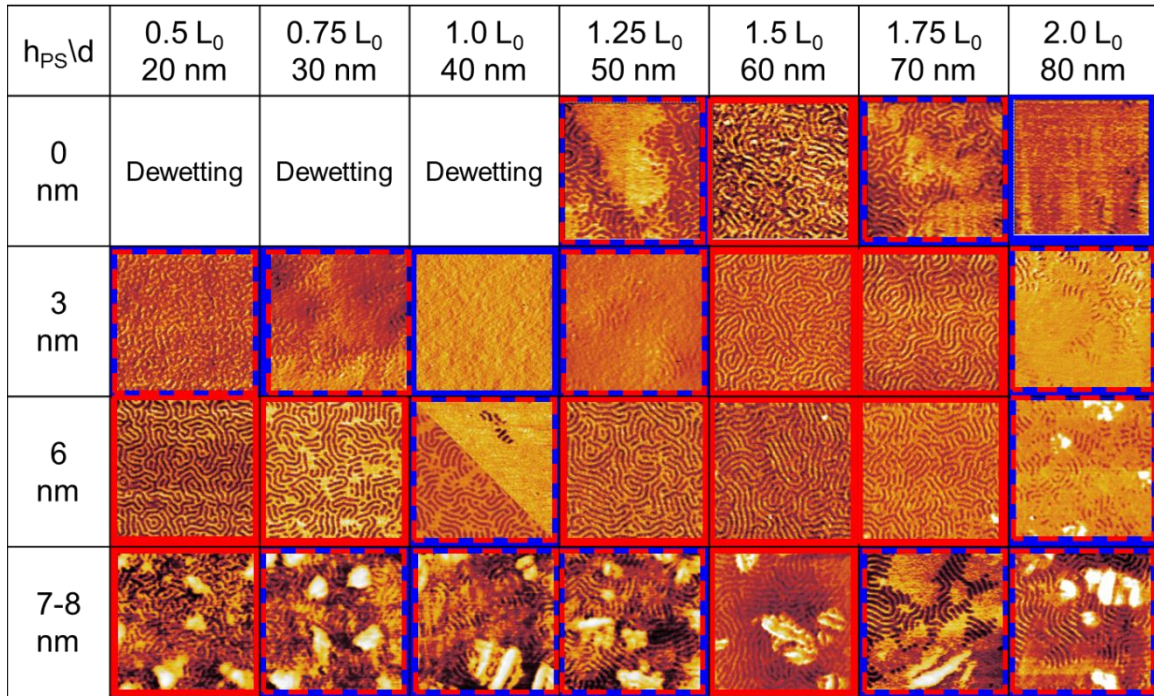 h_PS\d
0.5 L₀
20 nm
0.75 L₀
30 nm
1.0 L₀
40 nm
1.25 L₀
50 nm
1.5 L₀
60 nm
1.75 L₀
70 nm
2.0 L₀
80 nm
0
nm
Dewetting
Dewetting
Dewetting
3
nm
6
nm
7-8
nm